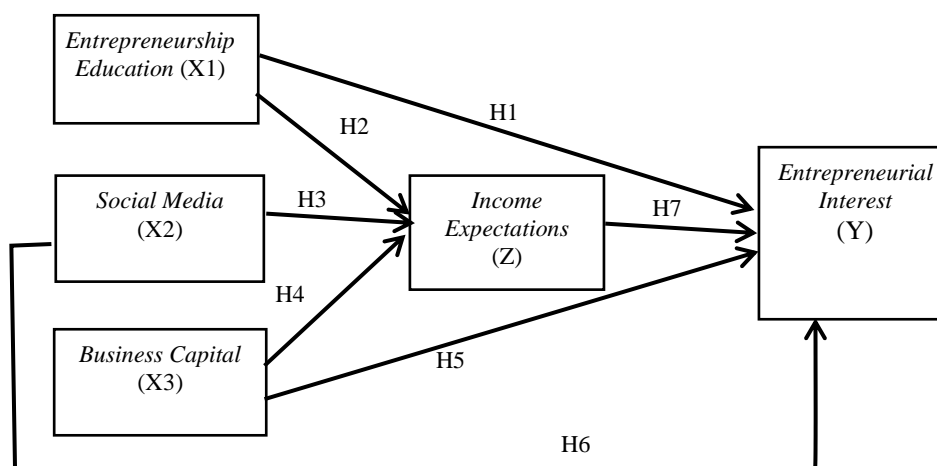 Entrepreneurship
Education (X1)
H1
H2
Social Media
(X2)
H3
Income
Expectations
(Z)
H7
Entrepreneurial
Interest
(Y)
H4
Business Capital
(X3)
H5
H6